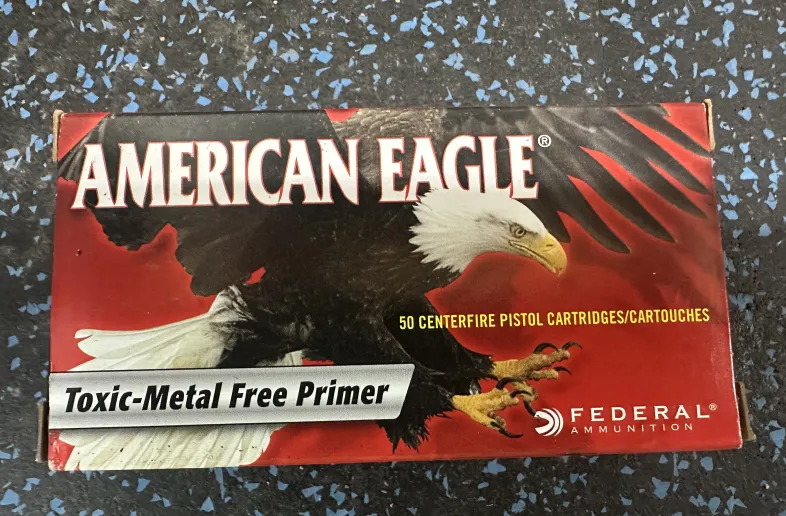 AMERICAN EAGLE®
50 CENTERFIRE PISTOL CARTRIDGES/CARTOUCHES
Toxic-Metal Free Primer
FEDERAL®
AMMUNITION